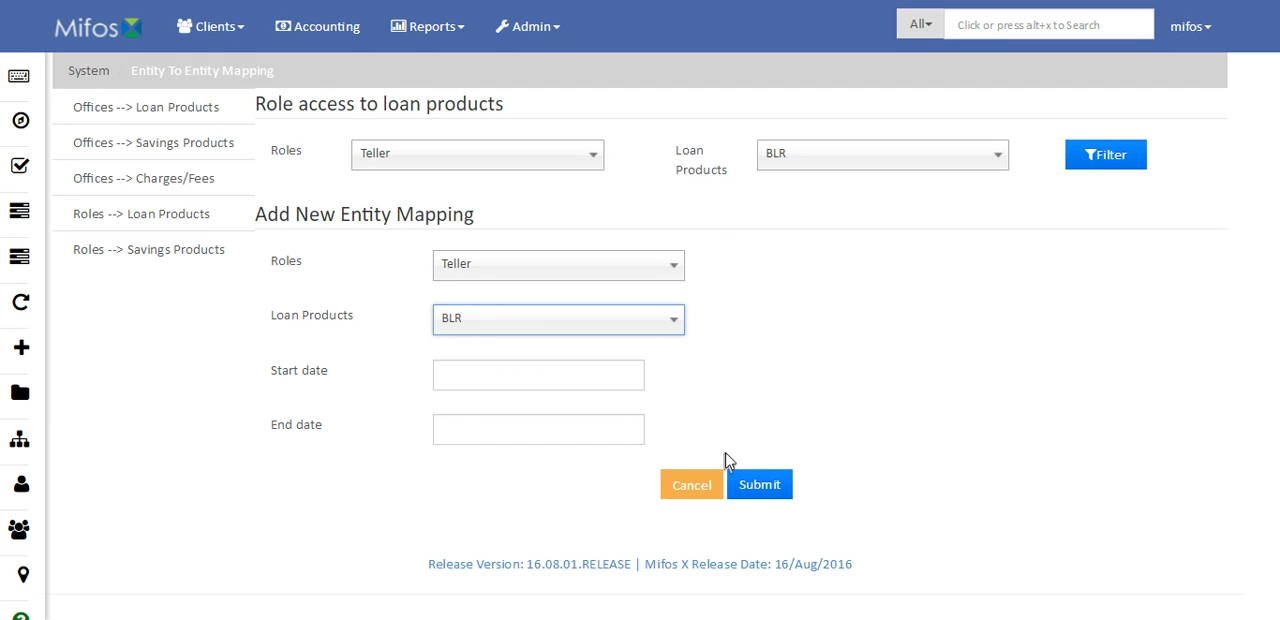 Mifos Clients Accounting Reports Admin All Click or press alt+x to Search mifos
System / Entity To Entity Mapping
Offices --> Loan Products
Offices --> Savings Products
Offices --> Charges/Fees
Roles --> Loan Products
Roles --> Savings Products
Role access to loan products
Roles Teller Loan Products BLR Filter
Add New Entity Mapping
Roles Teller
Loan Products BLR
Start date
End date
Cancel Submit
Release Version: 16.08.01.RELEASE | Mifos X Release Date: 16/Aug/2016